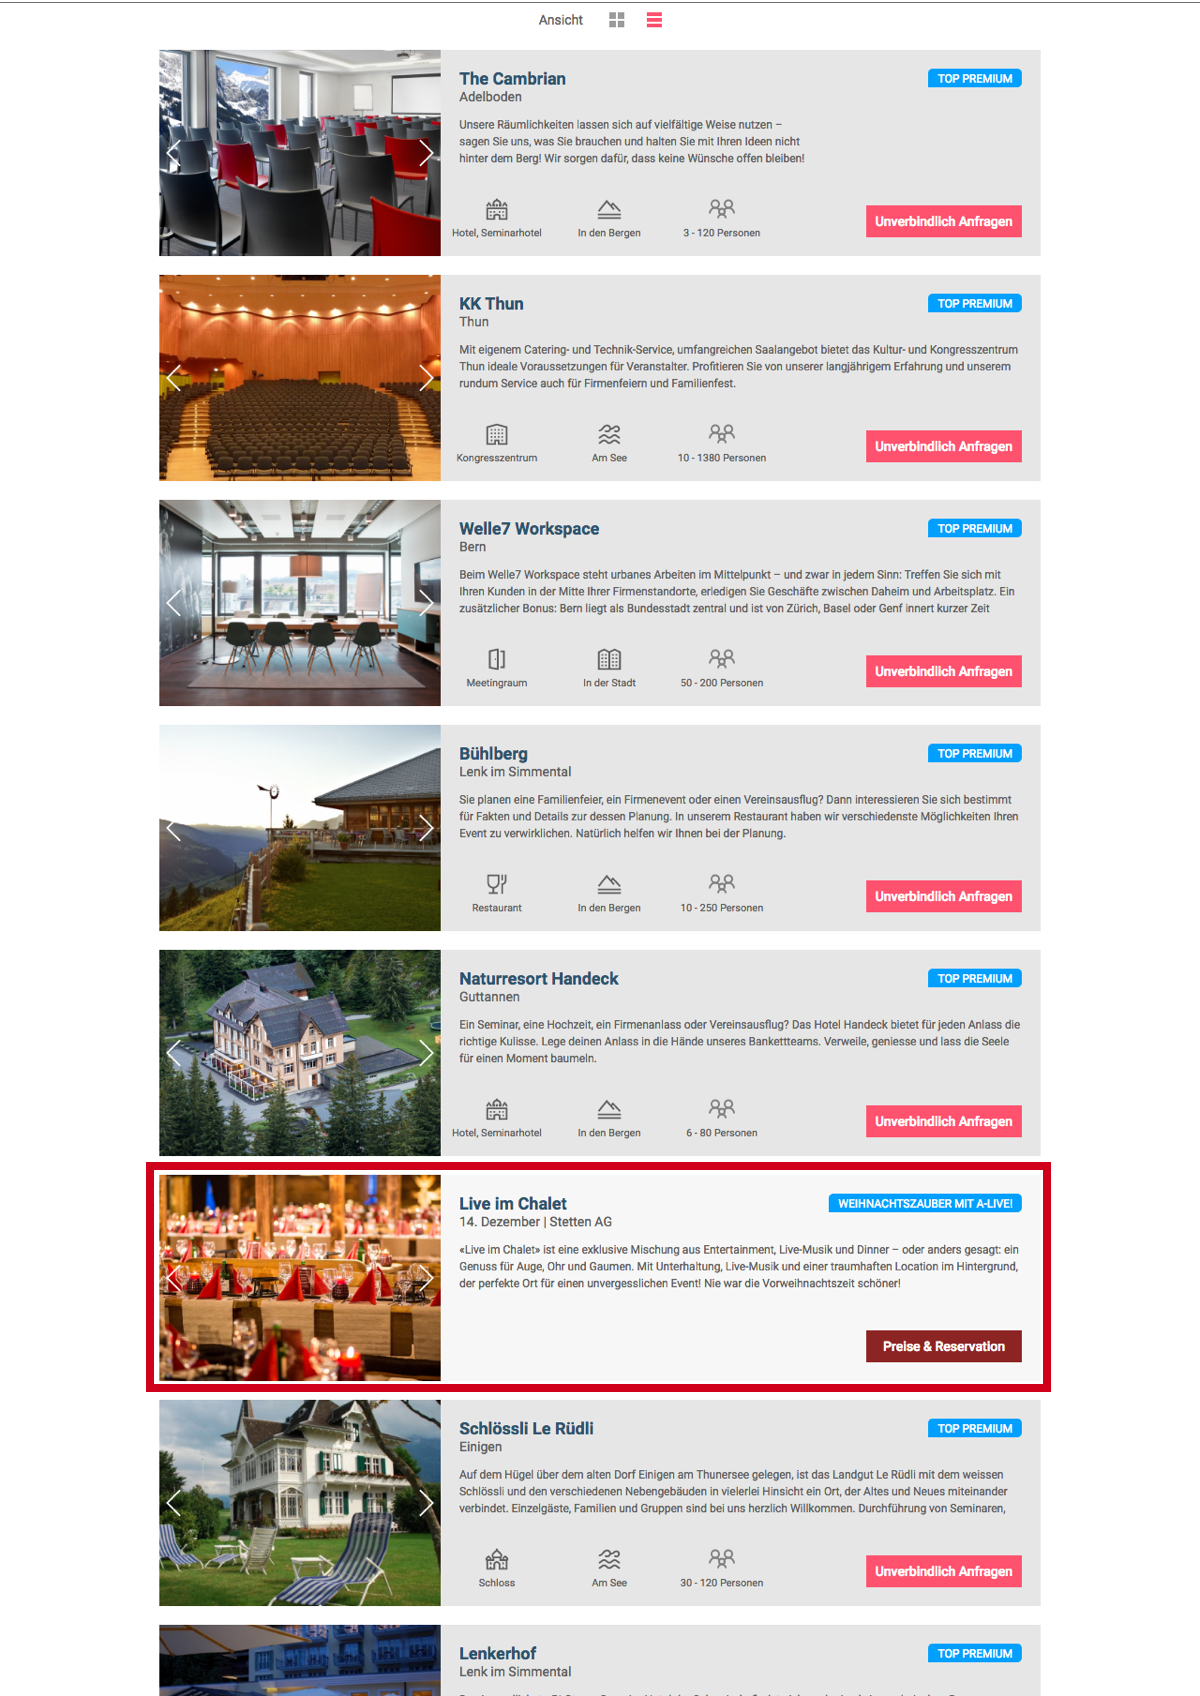 Ansicht
The Cambrian
TOP PREMIUM
Adelboden
Unsere Räumlichkeiten lassen sich auf vielfältige Weise nutzen –
sagen Sie uns, was Sie brauchen und halten Sie mit Ihren Ideen nicht
hinter dem Berg! Wir sorgen dafür, dass keine Wünsche offen bleiben!
Hotel, Seminarhotel
In den Bergen
3 - 120 Personen
Unverbindlich Anfragen
KK Thun
TOP PREMIUM
Thun
Mit eigenem Catering- und Technik-Service, umfangreichen Saalangebot bietet das Kultur- und Kongresszentrum
Thun ideale Voraussetzungen für Veranstalter. Profitieren Sie von unserer langjährigem Erfahrung und unserem
rundum Service auch für Firmenfeiern und Familienfest.
Kongresszentrum
Am See
10 - 1380 Personen
Unverbindlich Anfragen
Welle7 Workspace
TOP PREMIUM
Bern
Beim Welle7 Workspace steht urbanes Arbeiten im Mittelpunkt – und zwar in jedem Sinn: Treffen Sie sich mit
Ihren Kunden in der Mitte Ihrer Firmenstandorte, erledigen Sie Geschäfte zwischen Daheim und Arbeitsplatz. Ein
zusätzlicher Bonus: Bern liegt als Bundesstadt zentral und ist von Zürich, Basel oder Genf innert kurzer Zeit
Meetingraum
In der Stadt
50 - 200 Personen
Unverbindlich Anfragen
Bühlberg
TOP PREMIUM
Lenk im Simmental
Sie planen eine Familienfeier, ein Firmenevent oder einen Vereinsausflug? Dann interessieren Sie sich bestimmt
für Fakten und Details zur dessen Planung. In unserem Restaurant haben wir verschiedenste Möglichkeiten Ihren
Event zu verwirklichen. Natürlich helfen wir Ihnen bei der Planung.
Restaurant
In den Bergen
10 - 250 Personen
Unverbindlich Anfragen
Naturresort Handeck
TOP PREMIUM
Guttannen
Ein Seminar, eine Hochzeit, ein Firmenanlass oder Vereinsausflug? Das Hotel Handeck bietet für jeden Anlass die
richtige Kulisse. Lege deinen Anlass in die Hände unseres Bankettteams. Verweile, geniesse und lass die Seele
für einen Moment baumeln.
Hotel, Seminarhotel
In den Bergen
6 - 80 Personen
Unverbindlich Anfragen
Live im Chalet
WEIHNACHTSZAUBER MIT A-LIVE!
14. Dezember | Stetten AG
«Live im Chalet» ist eine exklusive Mischung aus Entertainment, Live-Musik und Dinner – oder anders gesagt: ein
Genuss für Auge, Ohr und Gaumen. Mit Unterhaltung, Live-Musik und einer traumhaften Location im Hintergrund,
der perfekte Ort für einen unvergesslichen Event! Nie war die Vorweihnachtszeit schöner!
Preise & Reservation
Schlössli Le Rüdli
TOP PREMIUM
Einigen
Auf dem Hügel über dem alten Dorf Einigen am Thunersee gelegen, ist das Landgut Le Rüdli mit dem weissen
Schlössli und den verschiedenen Nebengebäuden in vielerlei Hinsicht ein Ort, der Altes und Neues miteinander
verbindet. Einzelgäste, Familien und Gruppen sind bei uns herzlich Willkommen. Durchführung von Seminaren,
Schloss
Am See
30 - 120 Personen
Unverbindlich Anfragen
Lenkerhof
TOP PREMIUM
Lenk im Simmental